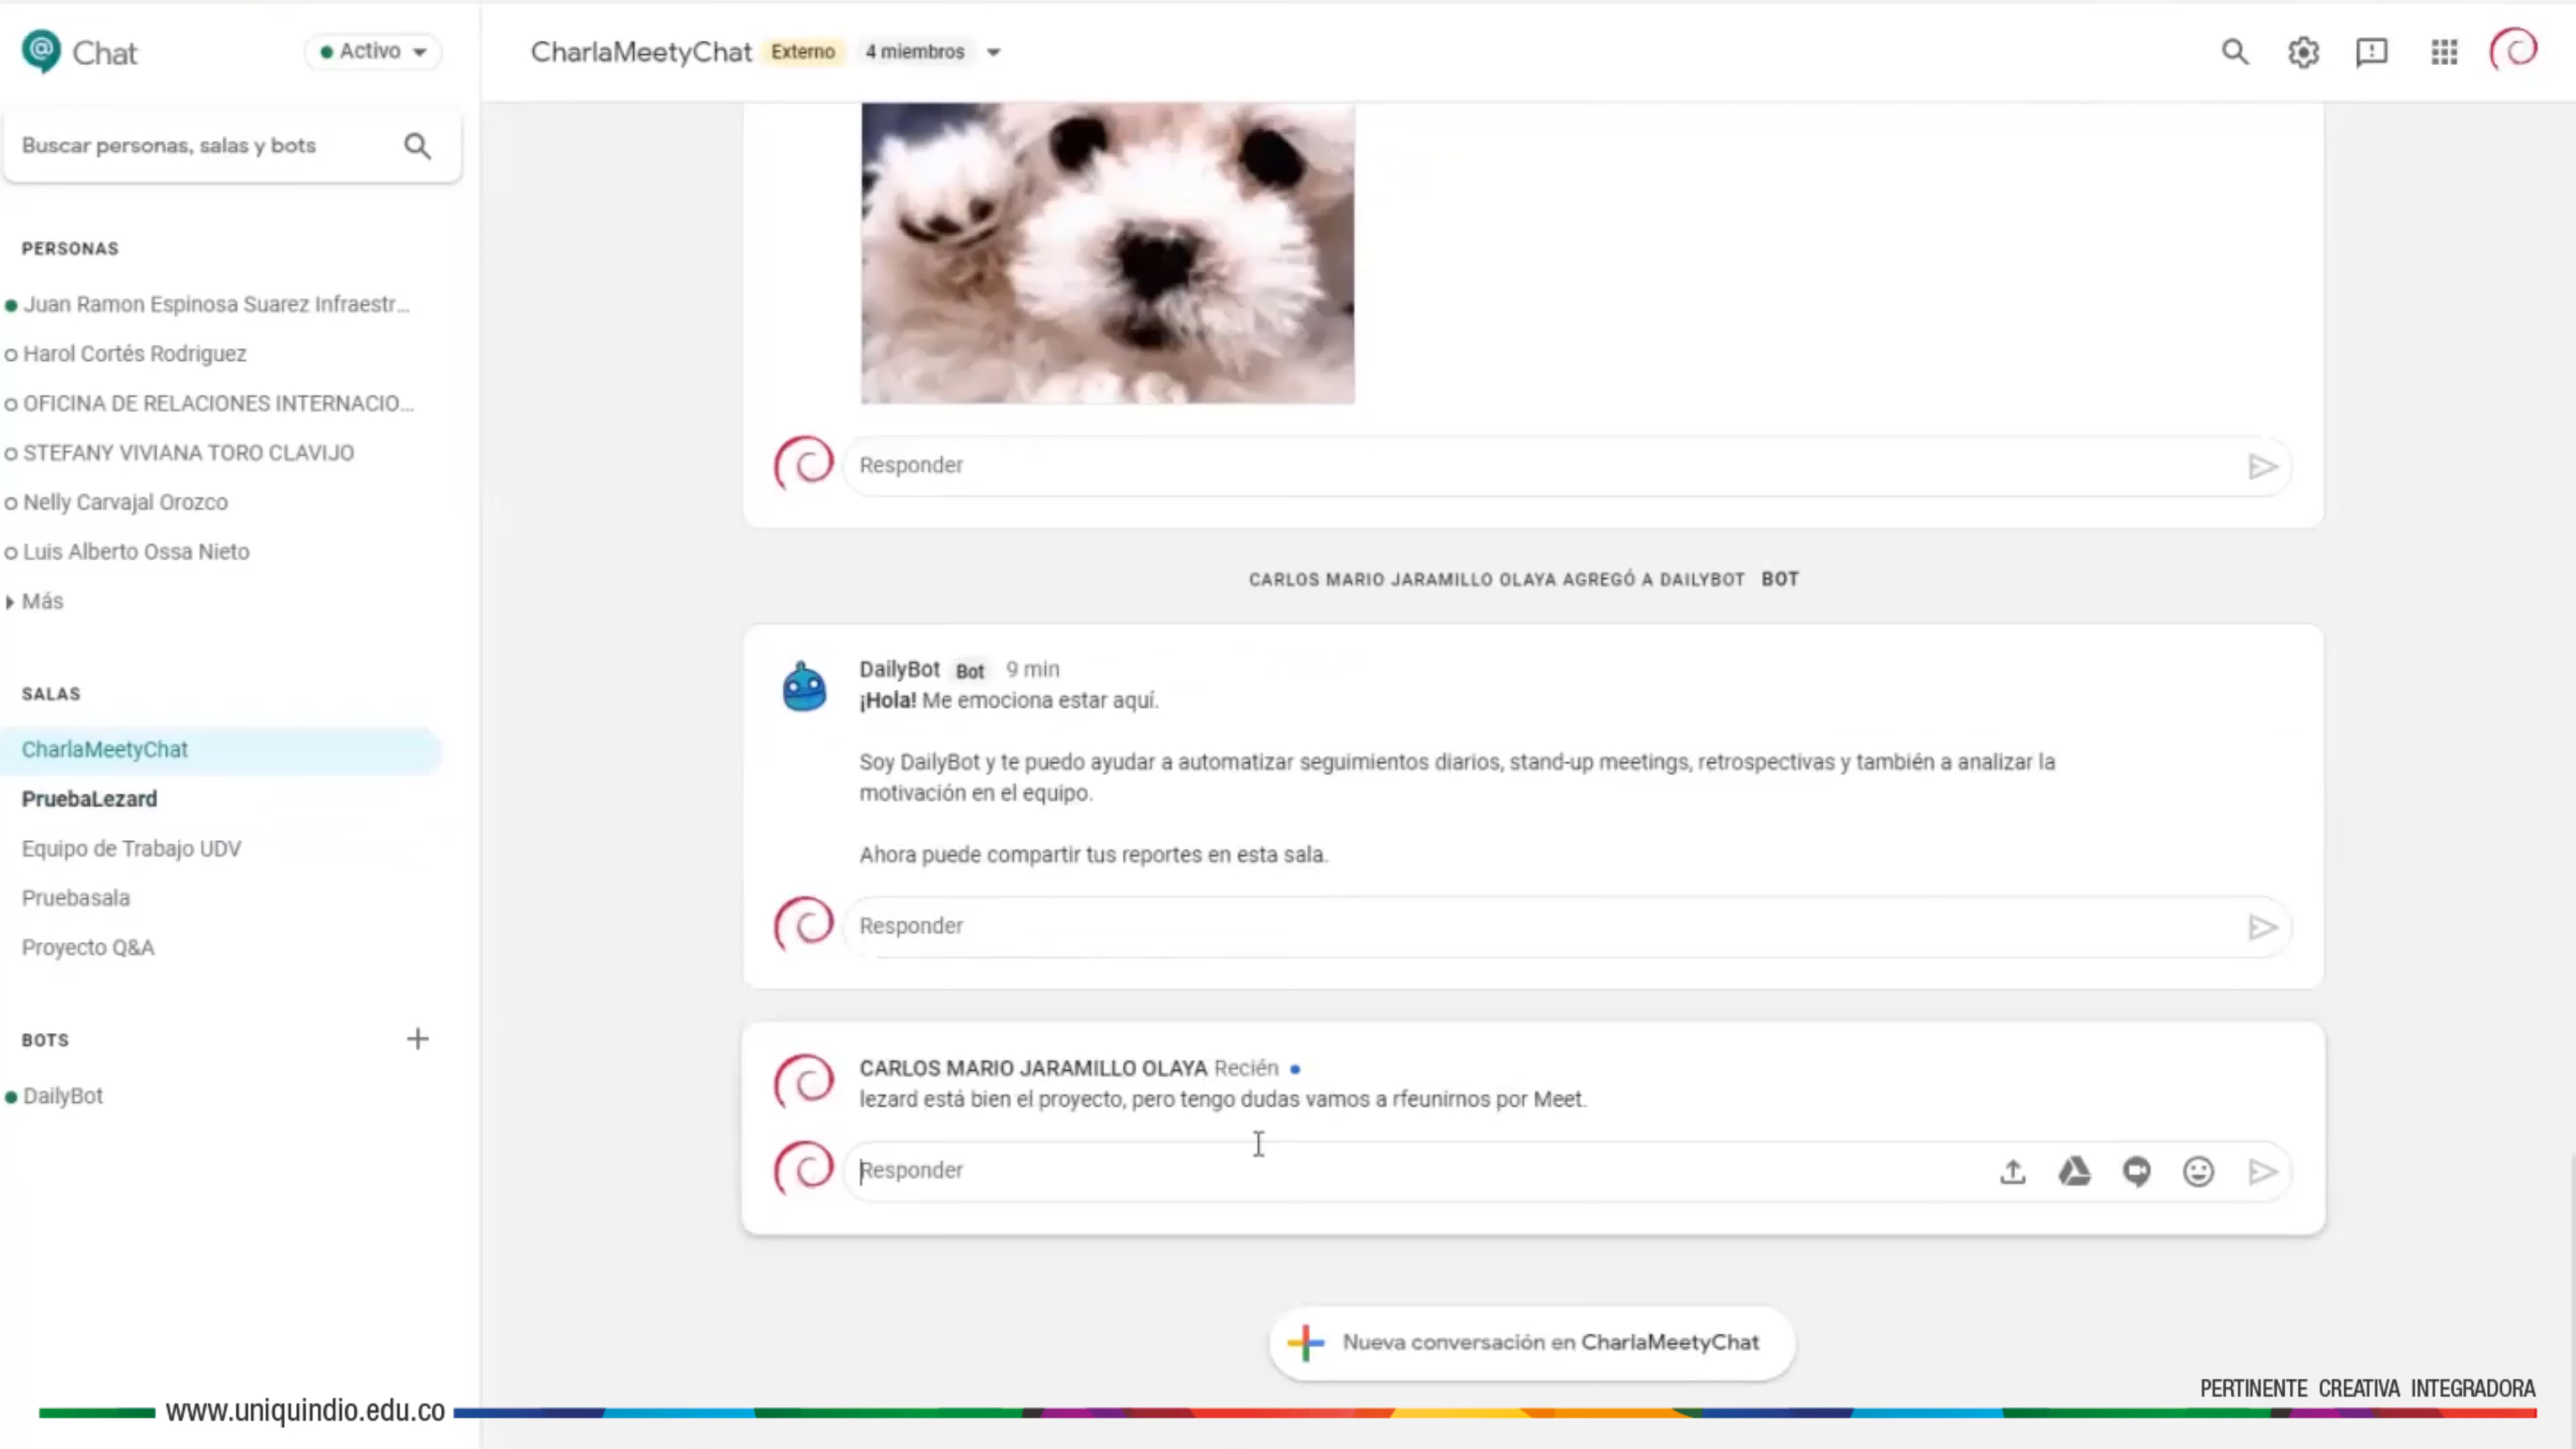 Chat
Activo
CharlaMeetyChat Externo 4 miembros
Buscar personas, salas y bots
PERSONAS
Juan Ramon Espinosa Suarez Infraestr...
Harol Cortés Rodriguez
OFICINA DE RELACIONES INTERNACIO...
STEFANY VIVIANA TORO CLAVIJO
Nelly Carvajal Orozco
Luis Alberto Ossa Nieto
Más
SALAS
CharlaMeetyChat
PruebaLezard
Equipo de Trabajo UDV
Pruebasala
Proyecto Q&A
BOTS
DailyBot
Responder
CARLOS MARIO JARAMILLO OLAYA AGREGÓ A DAILYBOT BOT
DailyBot Bot 9 min
¡Hola! Me emociona estar aquí.
Soy DailyBot y te puedo ayudar a automatizar seguimientos diarios, stand-up meetings, retrospectivas y también a analizar la
motivación en el equipo.
Ahora puede compartir tus reportes en esta sala.
Responder
CARLOS MARIO JARAMILLO OLAYA Recién
lezard está bien el proyecto, pero tengo dudas vamos a rfeunirnos por Meet.
Responder
Nueva conversación en CharlaMeetyChat
PERTINENTE CREATIVA INTEGRADORA
www.uniquindio.edu.co